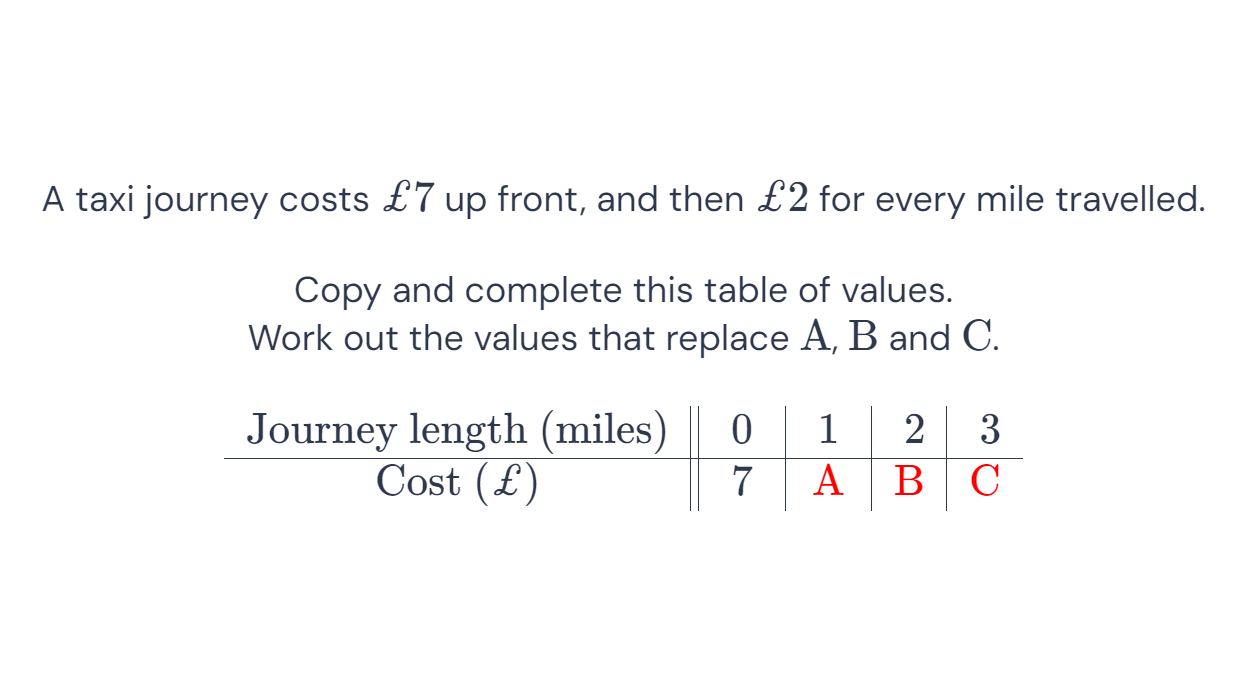 A taxi journey costs £7 up front, and then £2 for every mile travelled.
Copy and complete this table of values.
Work out the values that replace A, B and C.
Journey length (miles) 0 1 2 3
Cost (£) 7 A B C